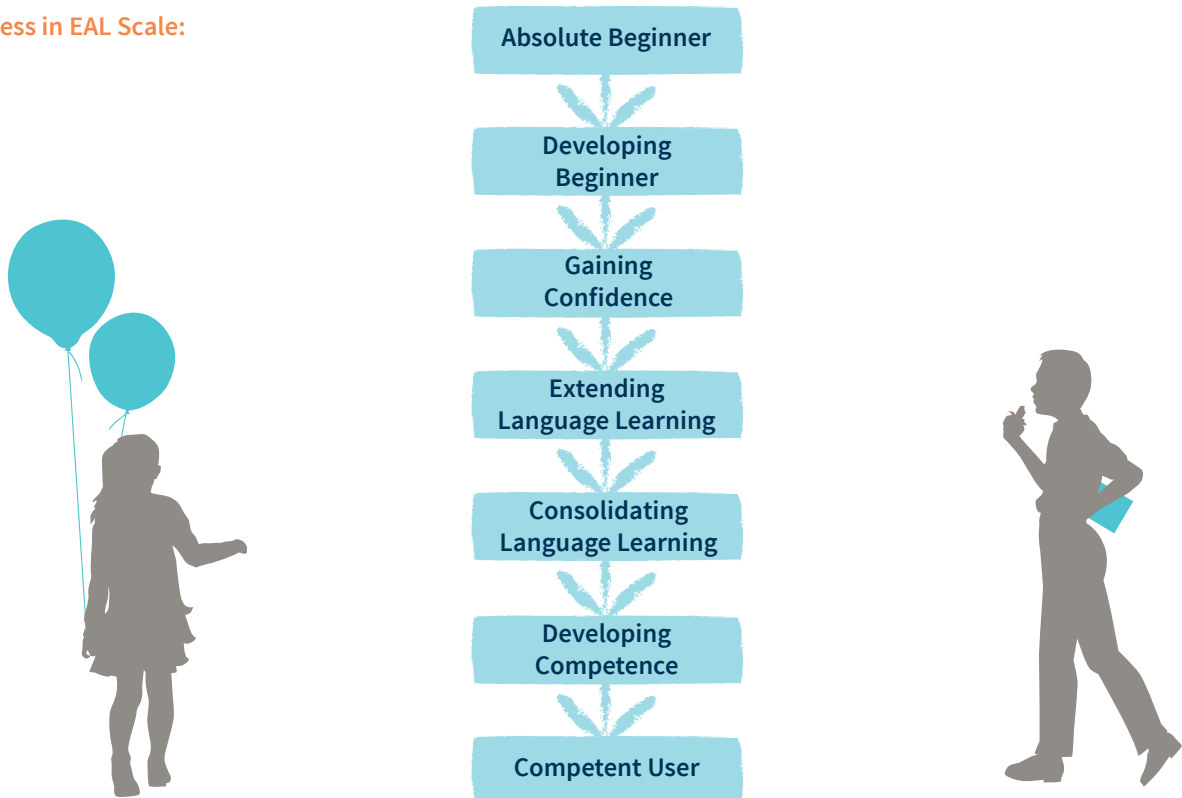 ess in EAL Scale:
Absolute Beginner
Developing
Beginner
Gaining
Confidence
Extending
Language Learning
Consolidating
Language Learning
Developing
Competence
Competent User